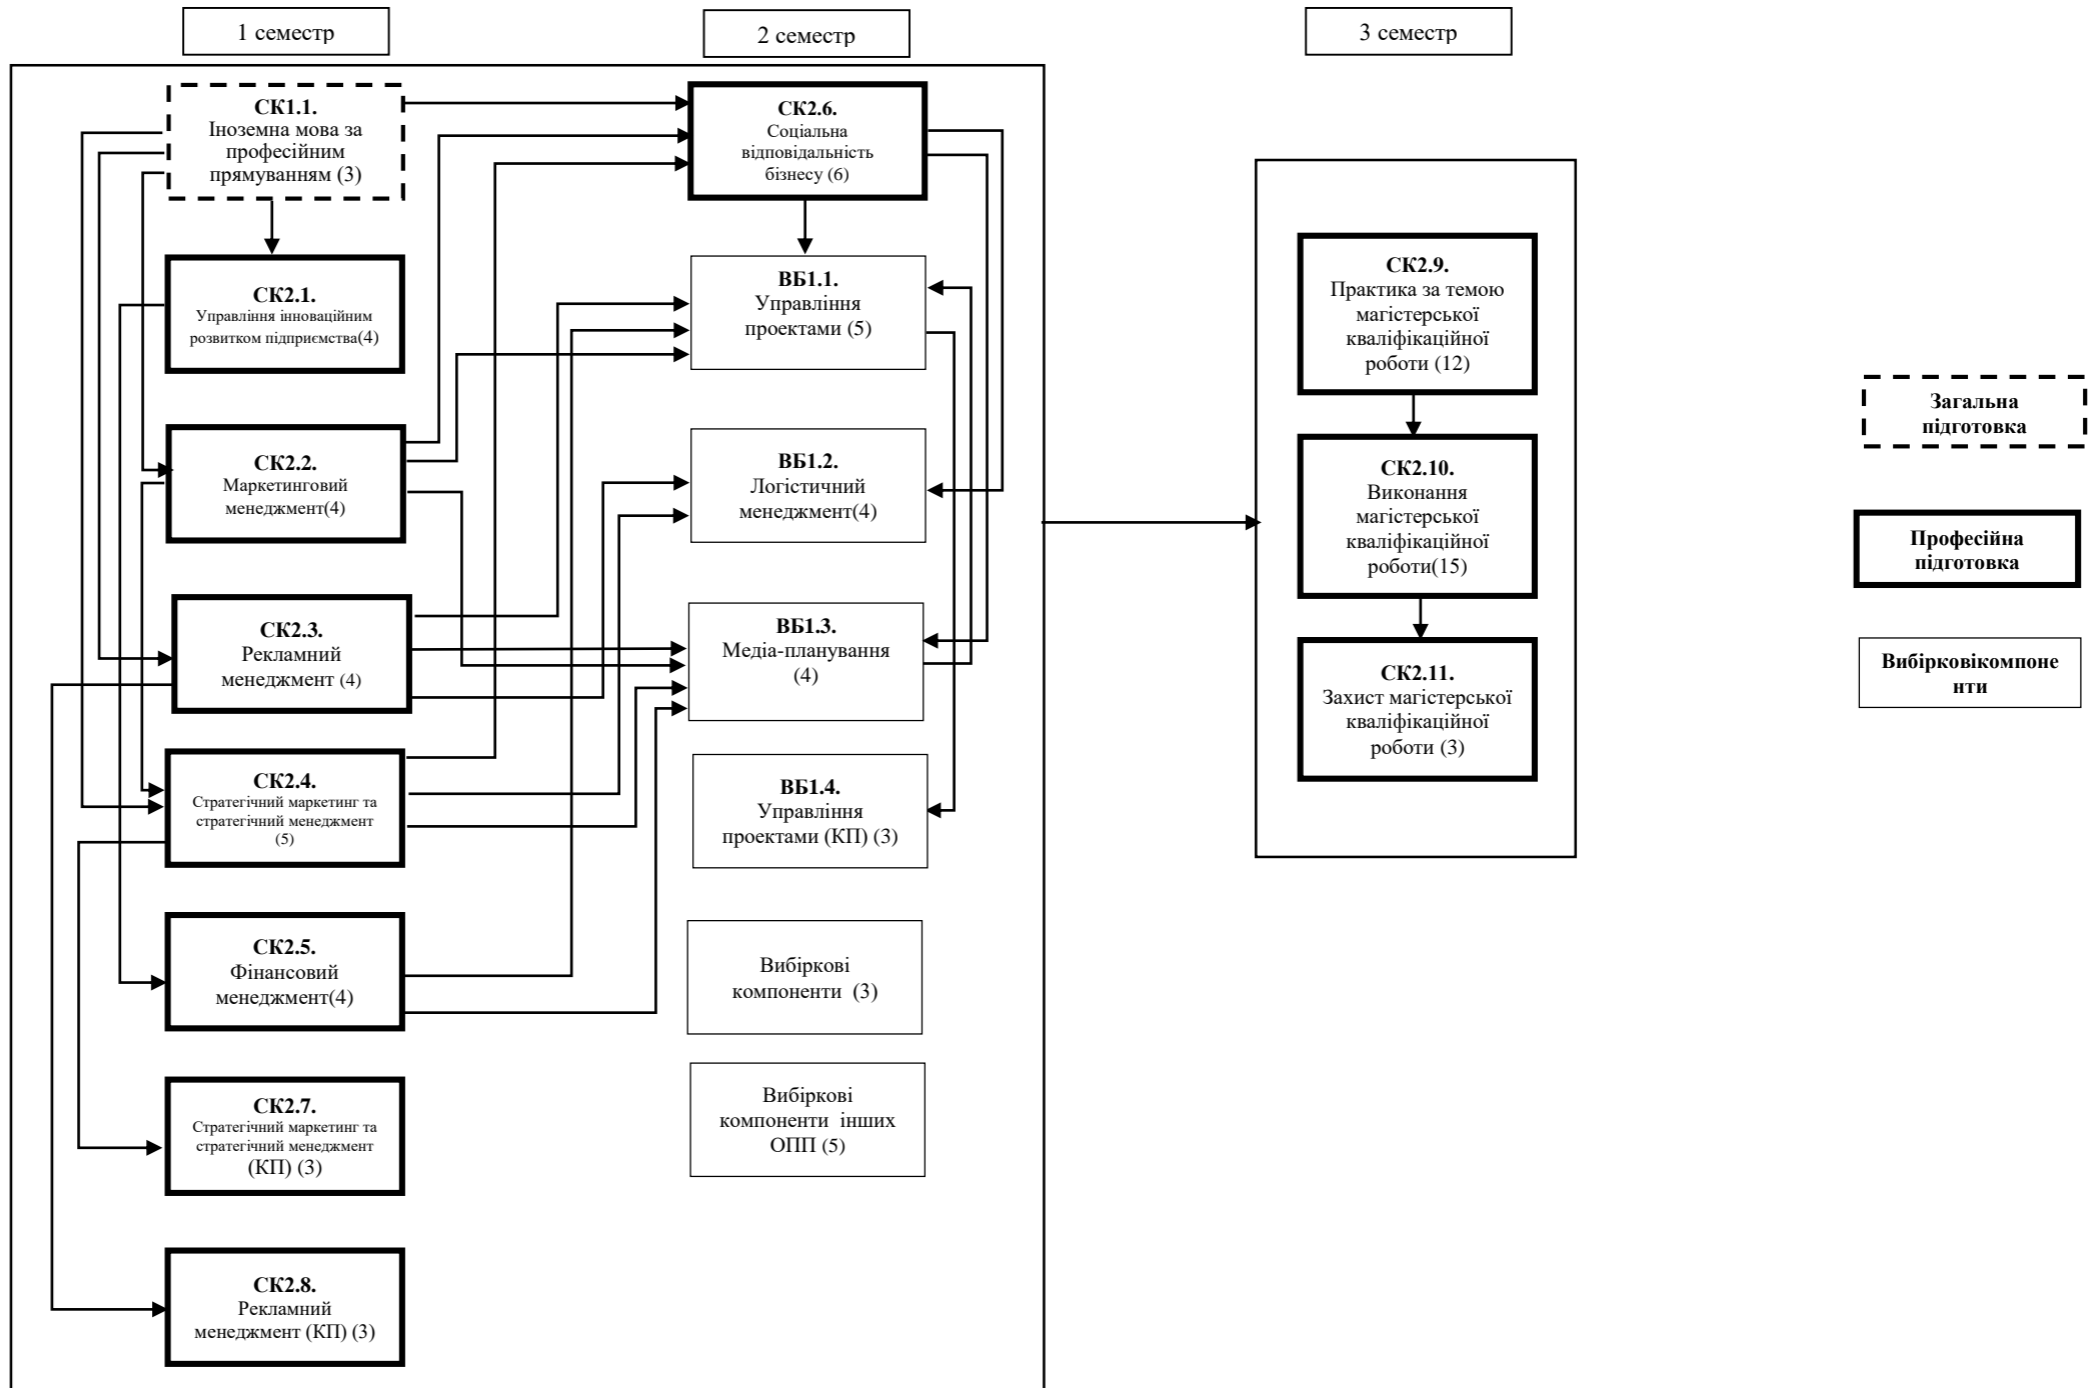 1 семестр
2 семестр
3 семестр
СК1.1.
Іноземна мова за
професійним
прямуванням (3)
СК2.1.
Управління інноваційним
розвитком підприємства(4)
СК2.2.
Маркетинговий
менеджмент(4)
СК2.3.
Рекламний
менеджмент (4)
СК2.4.
Стратегічний маркетинг та
стратегічний менеджмент
(5)
СК2.5.
Фінансовий
менеджмент(4)
СК2.7.
Стратегічний маркетинг та
стратегічний менеджмент
(КП) (3)
СК2.8.
Рекламний
менеджмент (КП) (3)
СК2.6.
Соціальна
відповідальність
бізнесу (6)
ВБ1.1.
Управління
проектами (5)
ВБ1.2.
Логістичний
менеджмент(4)
ВБ1.3.
Медіа-планування
(4)
ВБ1.4.
Управління
проектами (КП) (3)
Вибіркові
компоненти (3)
Вибіркові
компоненти інших
ОПП (5)
СК2.9.
Практика за темою
магістерської
кваліфікаційної
роботи (12)
СК2.10.
Виконання
магістерської
кваліфікаційної
роботи(15)
СК2.11.
Захист магістерської
кваліфікаційної
роботи (3)
Загальна
підготовка
Професійна
підготовка
Вибірковікомпоне
нти